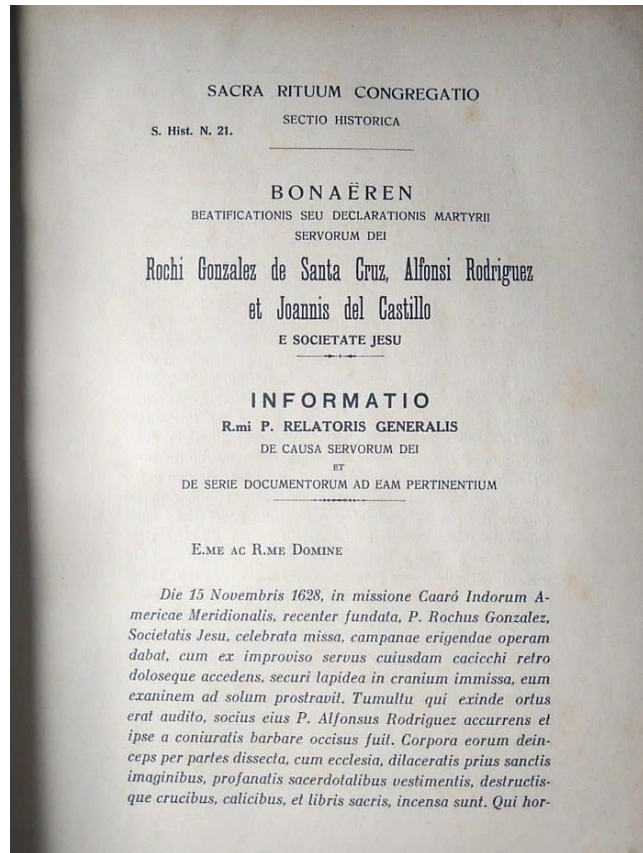 SACRA RITUUM CONGREGATIO
SECTIO HISTORICA
S. Hist. N. 21.
BONAËREN
BEATIFICATIONIS SEU DECLARATIONIS MARTYRII
SERVORUM DEI
Rochi Gonzalez de Santa Cruz, Alfonsi Rodriguez
et Joannis del Castillo
E SOCIETATE JESU
INFORMATIO
R.mi P. RELATORIS GENERALIS
DE CAUSA SERVORUM DEI
ET
DE SERIE DOCUMENTORUM AD EAM PERTINENTIUM
E.ME AC R.ME DOMINE
Die 15 Novembris 1628, in missione Caaró Indorum A-
mericae Meridionalis, recenter fundata, P. Rochus Gonzalez,
Societatis Jesu, celebrata missa, campanae erigendae operam
dabat, cum ex improviso servus cuiusdam cacicchi retro
doloseque accedens, securi lapidea in cranium immissa, eum
exaninem ad solum prostravit. Tumultu qui exinde ortus
erat audito, socius eius P. Alfonsus Rodriguez accurrens et
ipse a coniuratis barbare occisus fuit. Corpora eorum dein-
ceps per partes dissecta, cum ecclesia, dilaceratis prius sanctis
imaginibus, profanatis sacerdotalibus vestimentis, destructis-
que crucibus, calicibus, et libris sacris, incensa sunt. Qui hor-